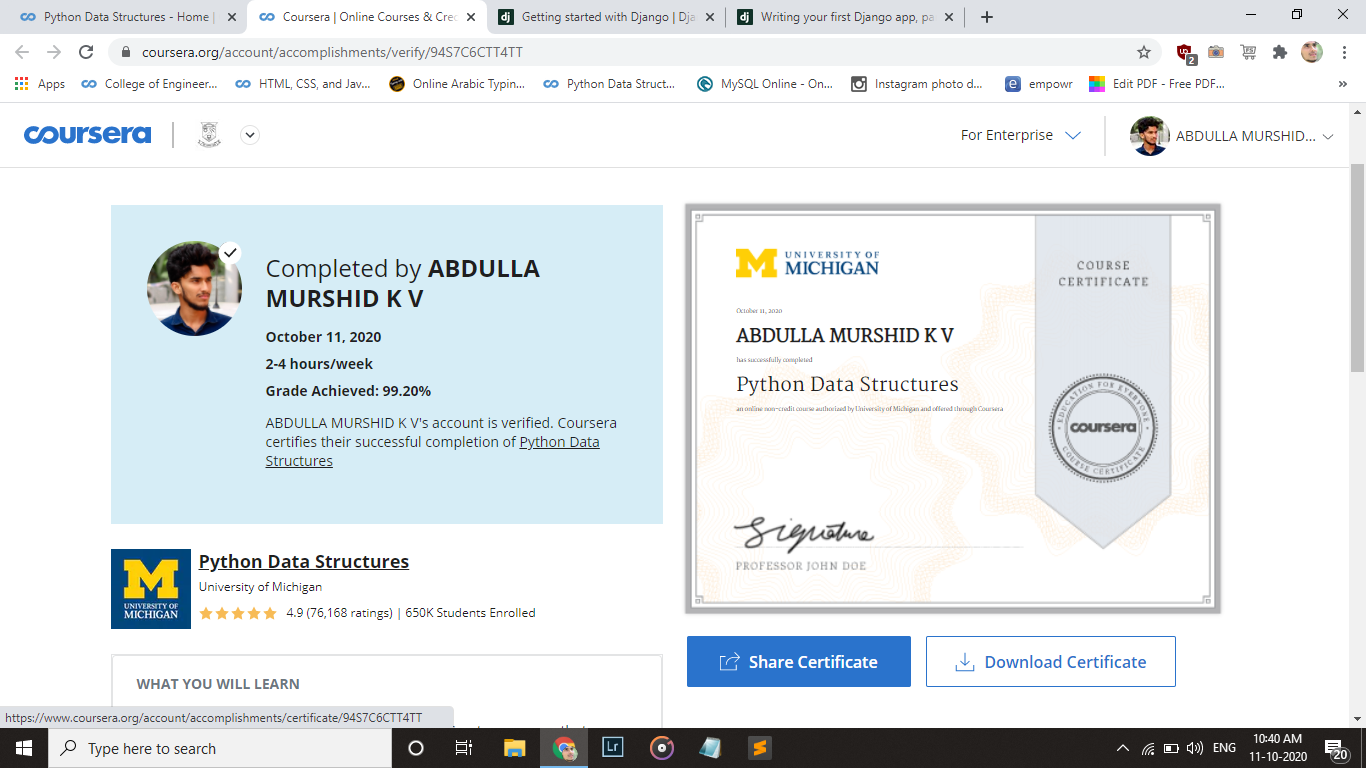 Python Data Structures - Home |
Coursera | Online Courses & Cred
Getting started with Django | Dja
Writing your first Django app, pa
coursera.org/account/accomplishments/verify/94S7C6CTT4TT
2
Apps
College of Engineer...
HTML, CSS, and Jav...
Online Arabic Typin...
Python Data Struct...
MySQL Online - On...
Instagram photo d...
empowr
Edit PDF - Free PDF...
coursera
For Enterprise
ABDULLA MURSHID...
Completed by ABDULLA
MURSHID K V
October 11, 2020
2-4 hours/week
Grade Achieved: 99.20%
ABDULLA MURSHID K V's account is verified. Coursera
certifies their successful completion of Python Data
Structures
UNIVERSITY OF
MICHIGAN
October 11, 2020
ABDULLA MURSHID K V
has successfully completed
Python Data Structures
an online non-credit course authorized by University of Michigan and offered through Coursera
Signature
PROFESSOR JOHN DOE
COURSE
CERTIFICATE
EDUCATION FOR EVERYONE
coursera
COURSE CERTIFICATE
M
UNIVERSITY OF
MICHIGAN
Python Data Structures
University of Michigan
4.9 (76,168 ratings) | 650K Students Enrolled
Share Certificate
Download Certificate
WHAT YOU WILL LEARN
https://www.coursera.org/account/accomplishments/certificate/94S7C6CTT4TT
Type here to search
Lr
ENG
10:40 AM
11-10-2020
20